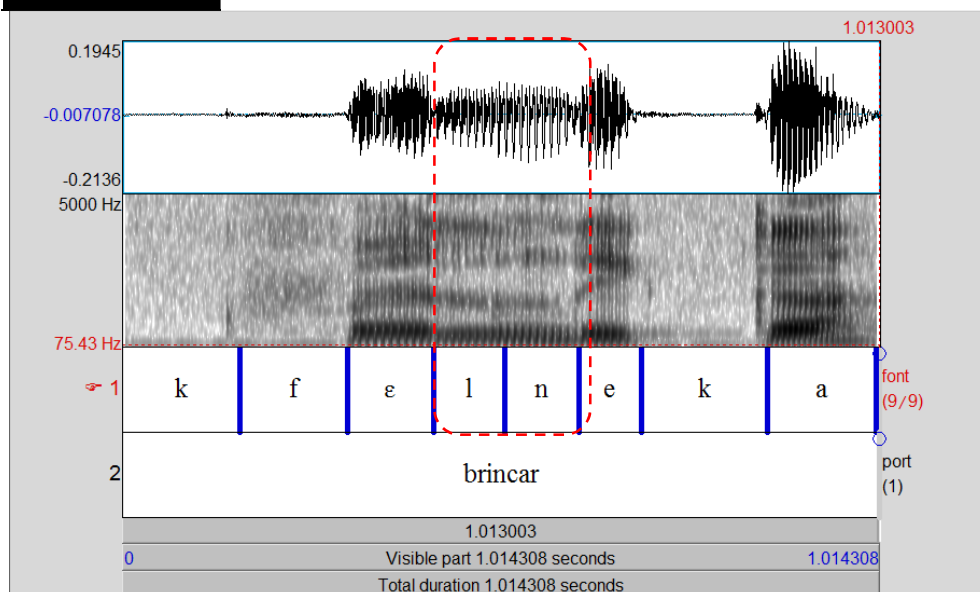 1.013003
0.1945
-0.007078
-0.2136
5000 Hz
75.43 Hz
☞ 1 k f ɛ l n e k a font
(9/9)
2 brincar port
(1)
1.013003
0 Visible part 1.014308 seconds 1.014308
Total duration 1.014308 seconds